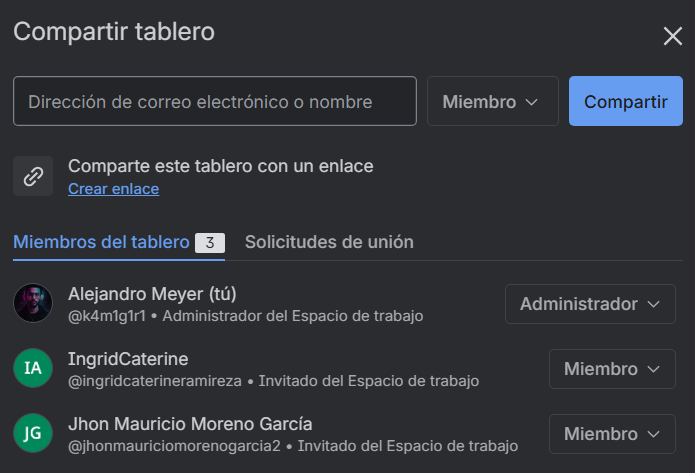 Compartir tablero
Dirección de correo electrónico o nombre
Miembro
Compartir
Comparte este tablero con un enlace
Crear enlace
Miembros del tablero 3
Solicitudes de unión
Alejandro Meyer (tú)
@k4m1g1r1 • Administrador del Espacio de trabajo
Administrador
IA
IngridCaterine
@ingridcaterineramireza • Invitado del Espacio de trabajo
Miembro
JG
Jhon Mauricio Moreno García
@jhonmauriciomorenogarcia2 • Invitado del Espacio de trabajo
Miembro